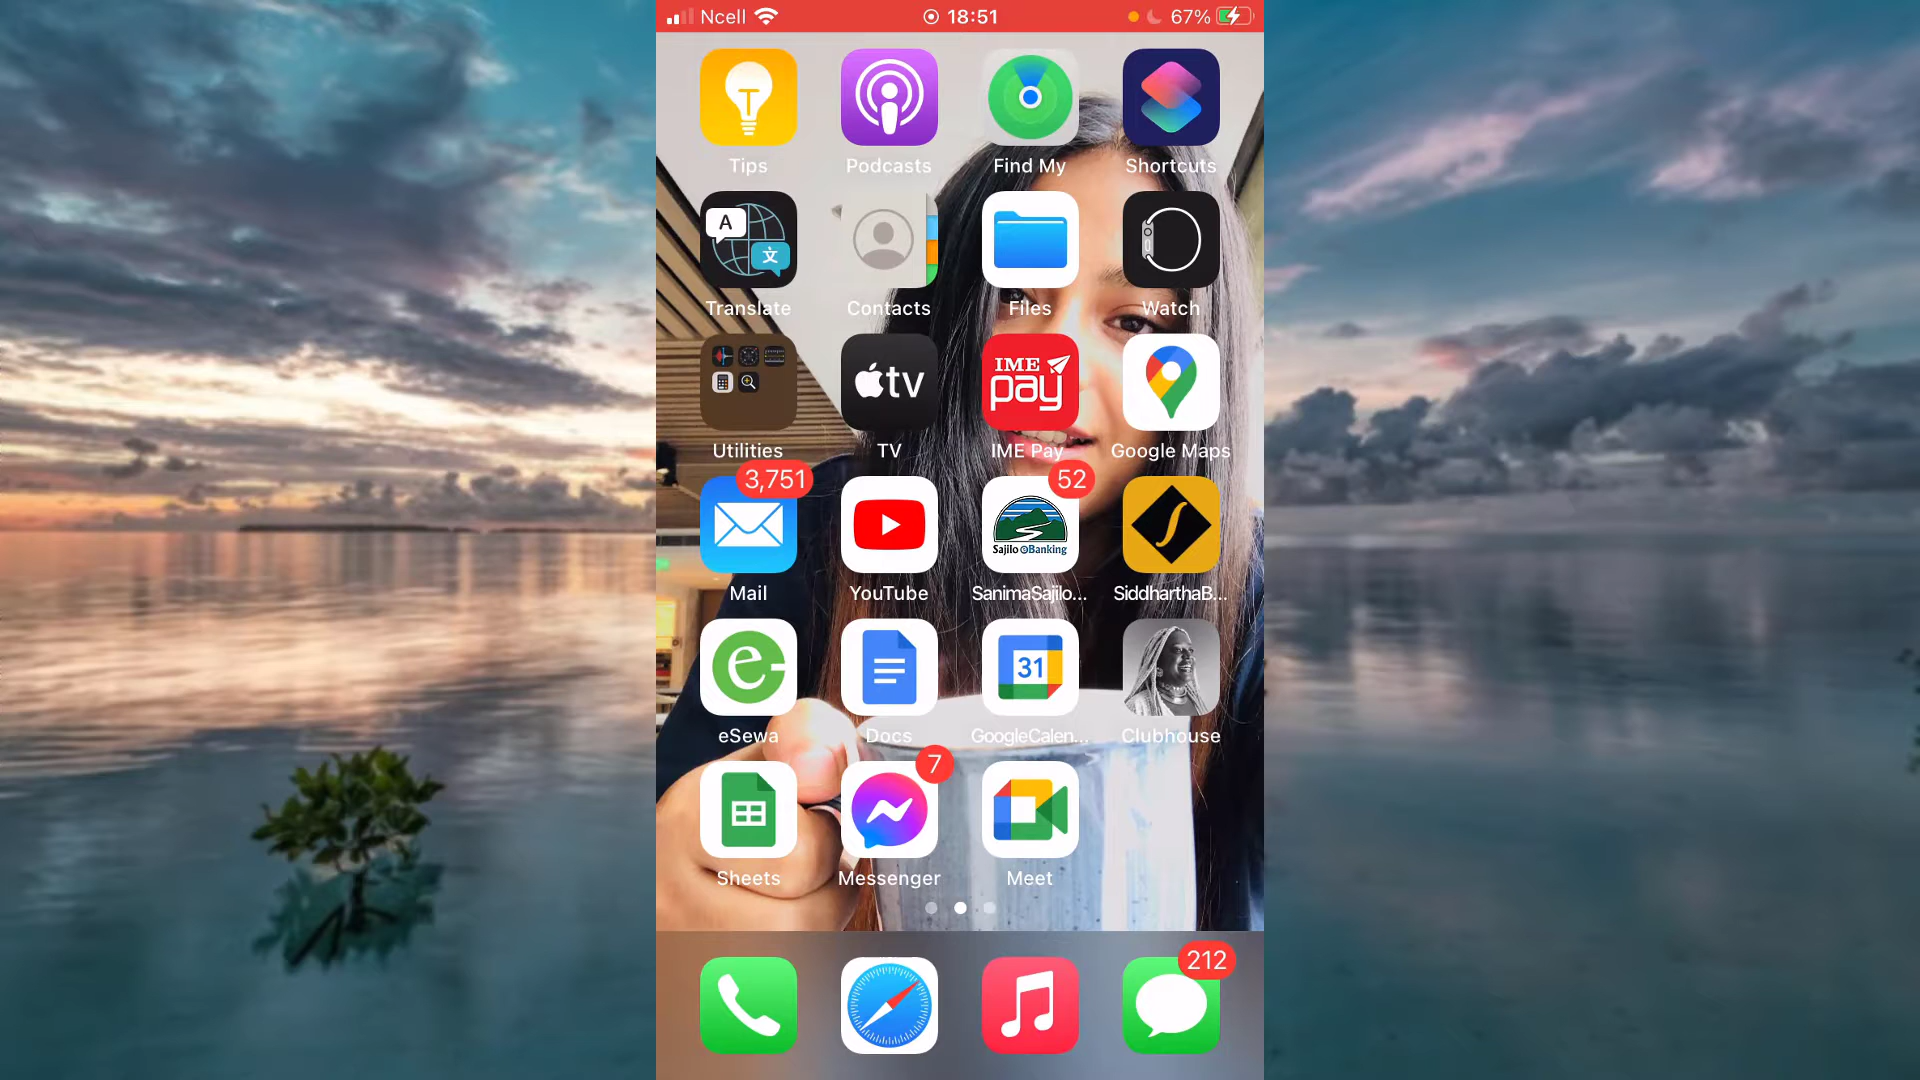 Ncell 18:51 67%
Tips Podcasts Find My Shortcuts
A 文
Translate Contacts Files Watch
tv IME pay
Utilities TV IME Pay Google Maps
3,751 52
Sajilo eBanking
Mail YouTube SanimaSajilo... SiddharthaB...
e 31
eSewa Docs GoogleCalen... Clubhouse
7
Sheets Messenger Meet
212